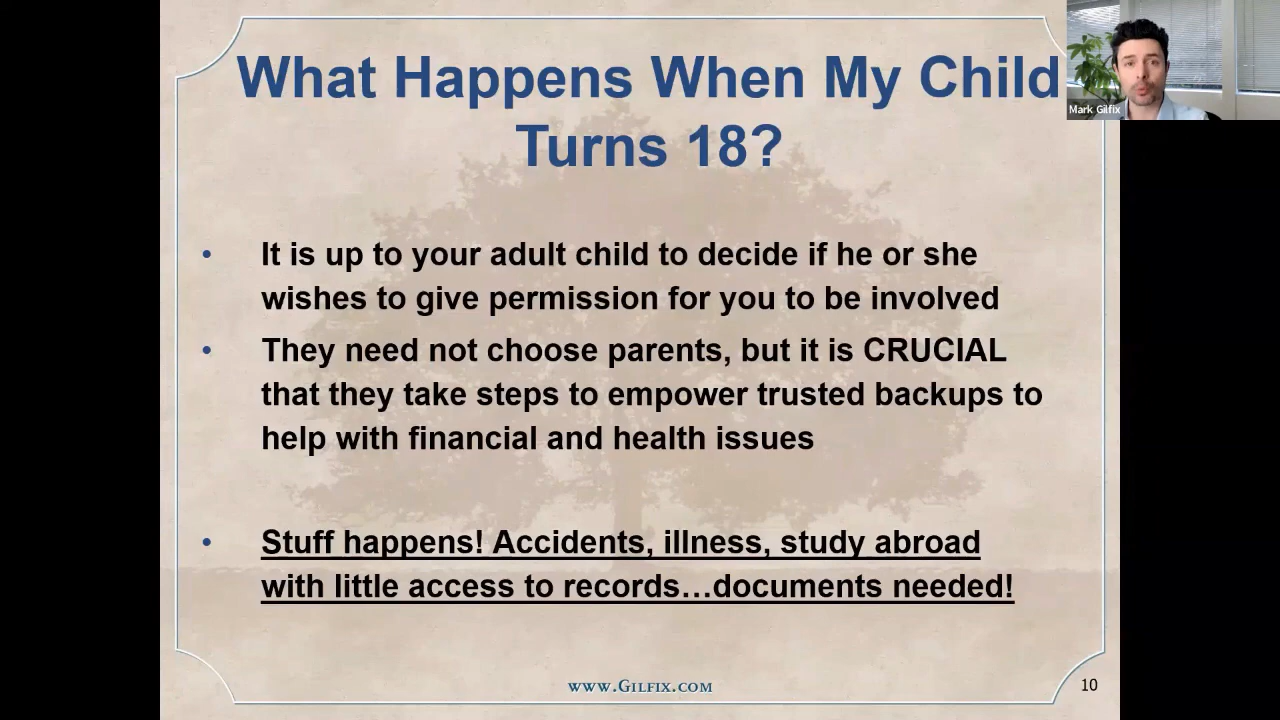 What Happens When My Child
Turns 18?
Mark Gilfix
• It is up to your adult child to decide if he or she
wishes to give permission for you to be involved
• They need not choose parents, but it is CRUCIAL
that they take steps to empower trusted backups to
help with financial and health issues
• Stuff happens! Accidents, illness, study abroad
with little access to records…documents needed!
www.Gilfix.com
10